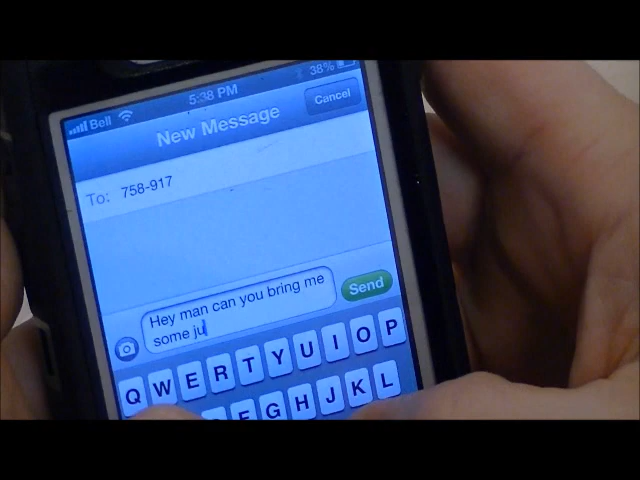 Bell 5:38 PM 38%
New Message Cancel
To: 758-917
Hey man can you bring me
some ju
Send
Q W E R T Y U I O P
F G H J K L